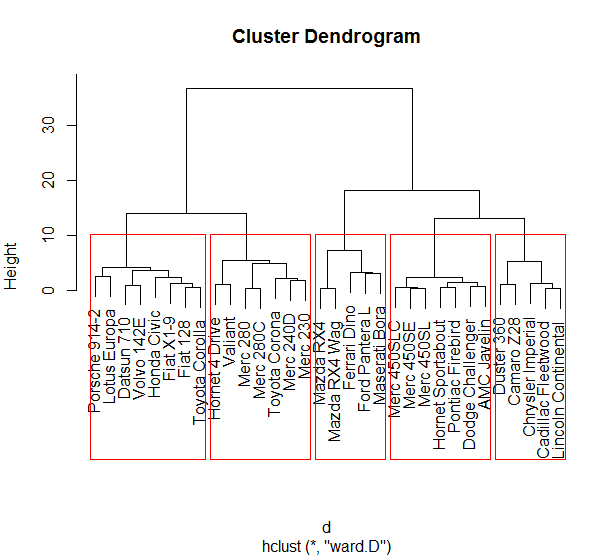 Cluster Dendrogram
Height
0
10
20
30
Porsche 914-2
Lotus Europa
Datsun 710
Volvo 142E
Honda Civic
Fiat X1-9
Fiat 128
Toyota Corolla
Hornet 4 Drive
Valiant
Merc 280
Merc 280C
Toyota Corona
Merc 240D
Merc 230
Mazda RX4
Mazda RX4 Wag
Ferrari Dino
Ford Pantera L
Maserati Bora
Merc 450SLC
Merc 450SE
Merc 450SL
Hornet Sportabout
Pontiac Firebird
Dodge Challenger
AMC Javelin
Duster 360
Camaro Z28
Chrysler Imperial
Cadillac Fleetwood
Lincoln Continental
d
hclust (*, "ward.D")